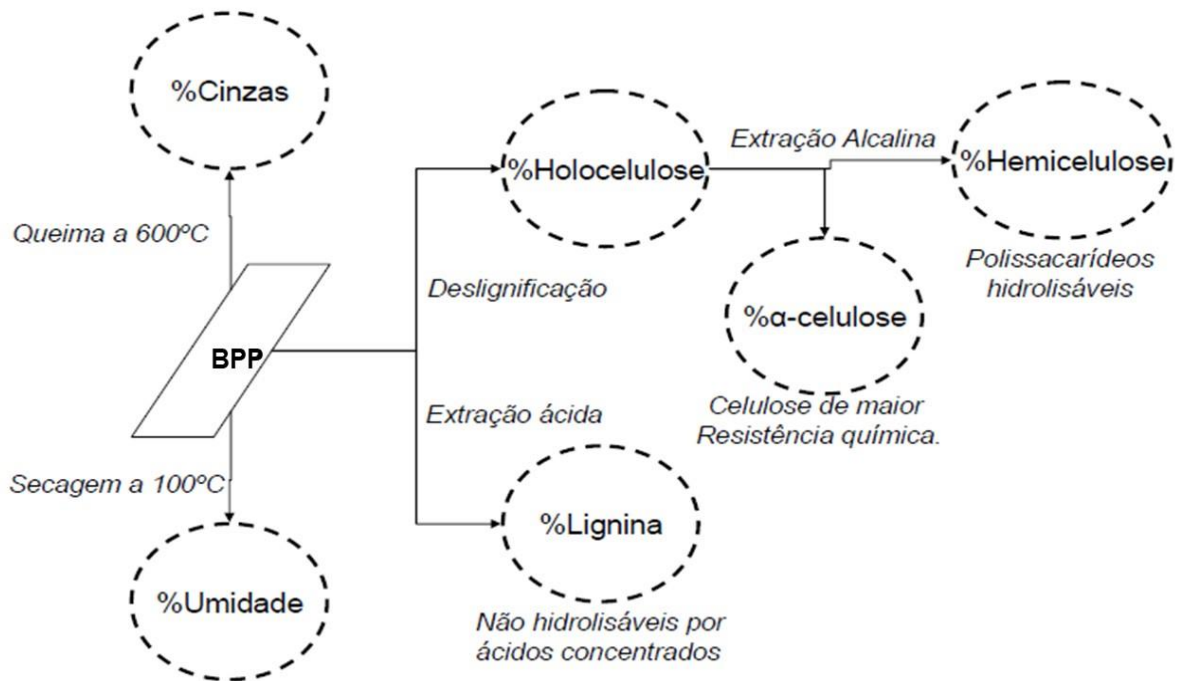 %Cinzas
Queima a 600ºC
BPP
Secagem a 100ºC
%Umidade
Deslignificação
Extração ácida
%Holocelulose
Extração Alcalina
%Hemicelulose
Polissacarídeos
hidrolisáveis
%α-celulose
Celulose de maior
Resistência química.
%Lignina
Não hidrolisáveis por
ácidos concentrados